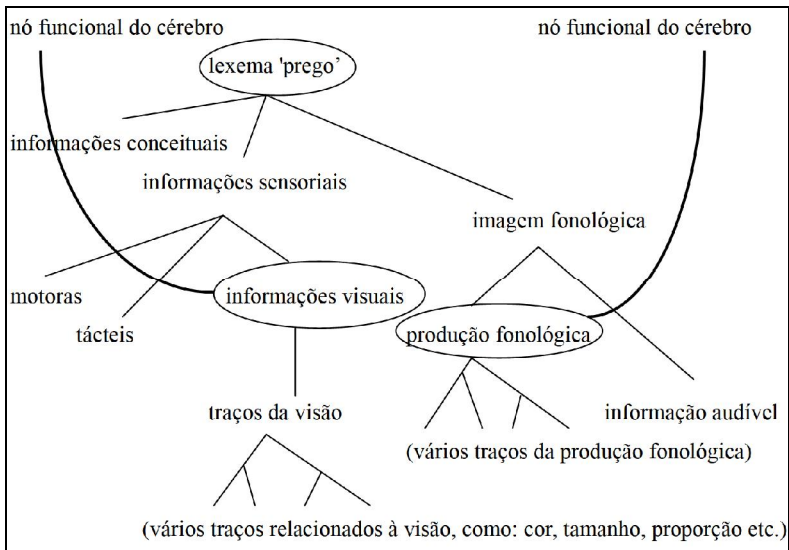 nó funcional do cérebro
nó funcional do cérebro
lexema 'prego’
informações conceituais
informações sensoriais
imagem fonológica
motoras
informações visuais
tácteis
produção fonológica
traços da visão
informação audível
(vários traços da produção fonológica)
(vários traços relacionados à visão, como: cor, tamanho, proporção etc.)